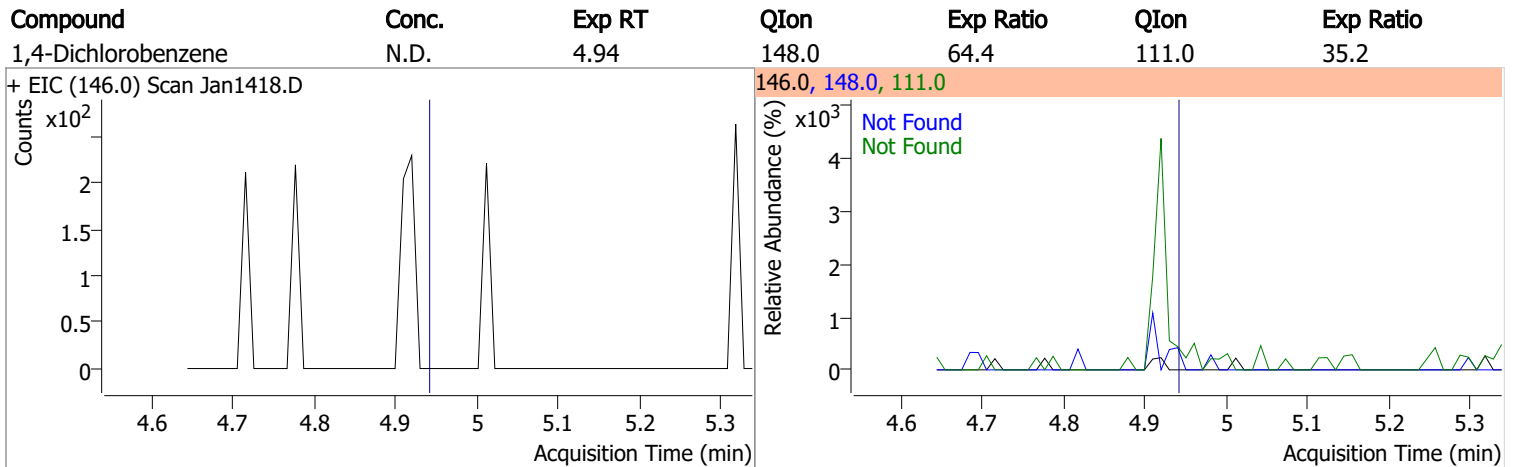 Compound Conc. Exp RT QIon Exp Ratio QIon Exp Ratio
1,4-Dichlorobenzene N.D. 4.94 148.0 64.4 111.0 35.2
+ EIC (146.0) Scan Jan1418.D
Counts
x10²
2
1.5
1
0.5
0
4.6 4.7 4.8 4.9 5 5.1 5.2 5.3
Acquisition Time (min)
146.0, 148.0, 111.0
Relative Abundance (%)
x10³
Not Found
Not Found
4
3
2
1
0
4.6 4.7 4.8 4.9 5 5.1 5.2 5.3
Acquisition Time (min)